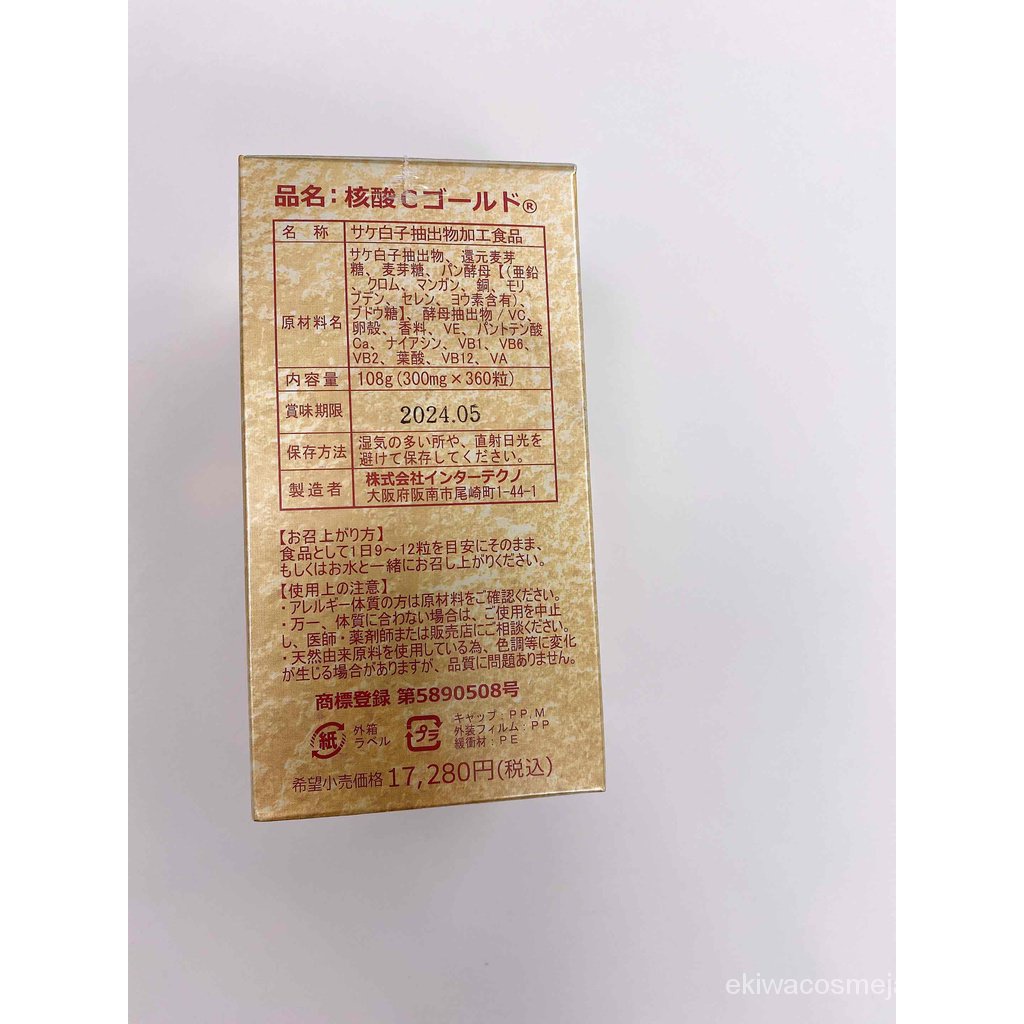 品名：核酸Cゴールド®
名 称 サケ白子抽出物加工食品
原材料名 サケ白子抽出物、還元麦芽
糖、麦芽糖、パン酵母【（亜鉛
、クロム、マンガン、銅、モリ
ブデン、セレン、ヨウ素含有）、
ブドウ糖】、酵母抽出物/VC、
卵殻、香料、VE、パントテン酸
Ca、ナイアシン、VB1、VB6、
VB2、葉酸、VB12、VA
内容量 108g(300mg×360粒)
賞味期限 2024.05
保存方法 湿気の多い所や、直射日光を
避けて保存してください。
製造者 株式会社インターテクノ
大阪府阪南市尾崎町1-44-1
【お召上がり方】
食品として1日9～12粒を目安にそのまま、
もしくはお水と一緒にお召し上がりください。
【使用上の注意】
・アレルギー体質の方は原材料をご確認ください。
・万一、体質に合わない場合は、ご使用を中止
し、医師・薬剤師または販売店にご相談ください。
・天然由来原料を使用している為、色調等に変化
が生じる場合がありますが、品質に問題ありません。
商標登録 第5890508号
紙 外箱
ラベル
プラ キャップ：PP,M
外装フィルム：PP
緩衝材：PE
希望小売価格 17,280円(税込)
ekiwacosmeja